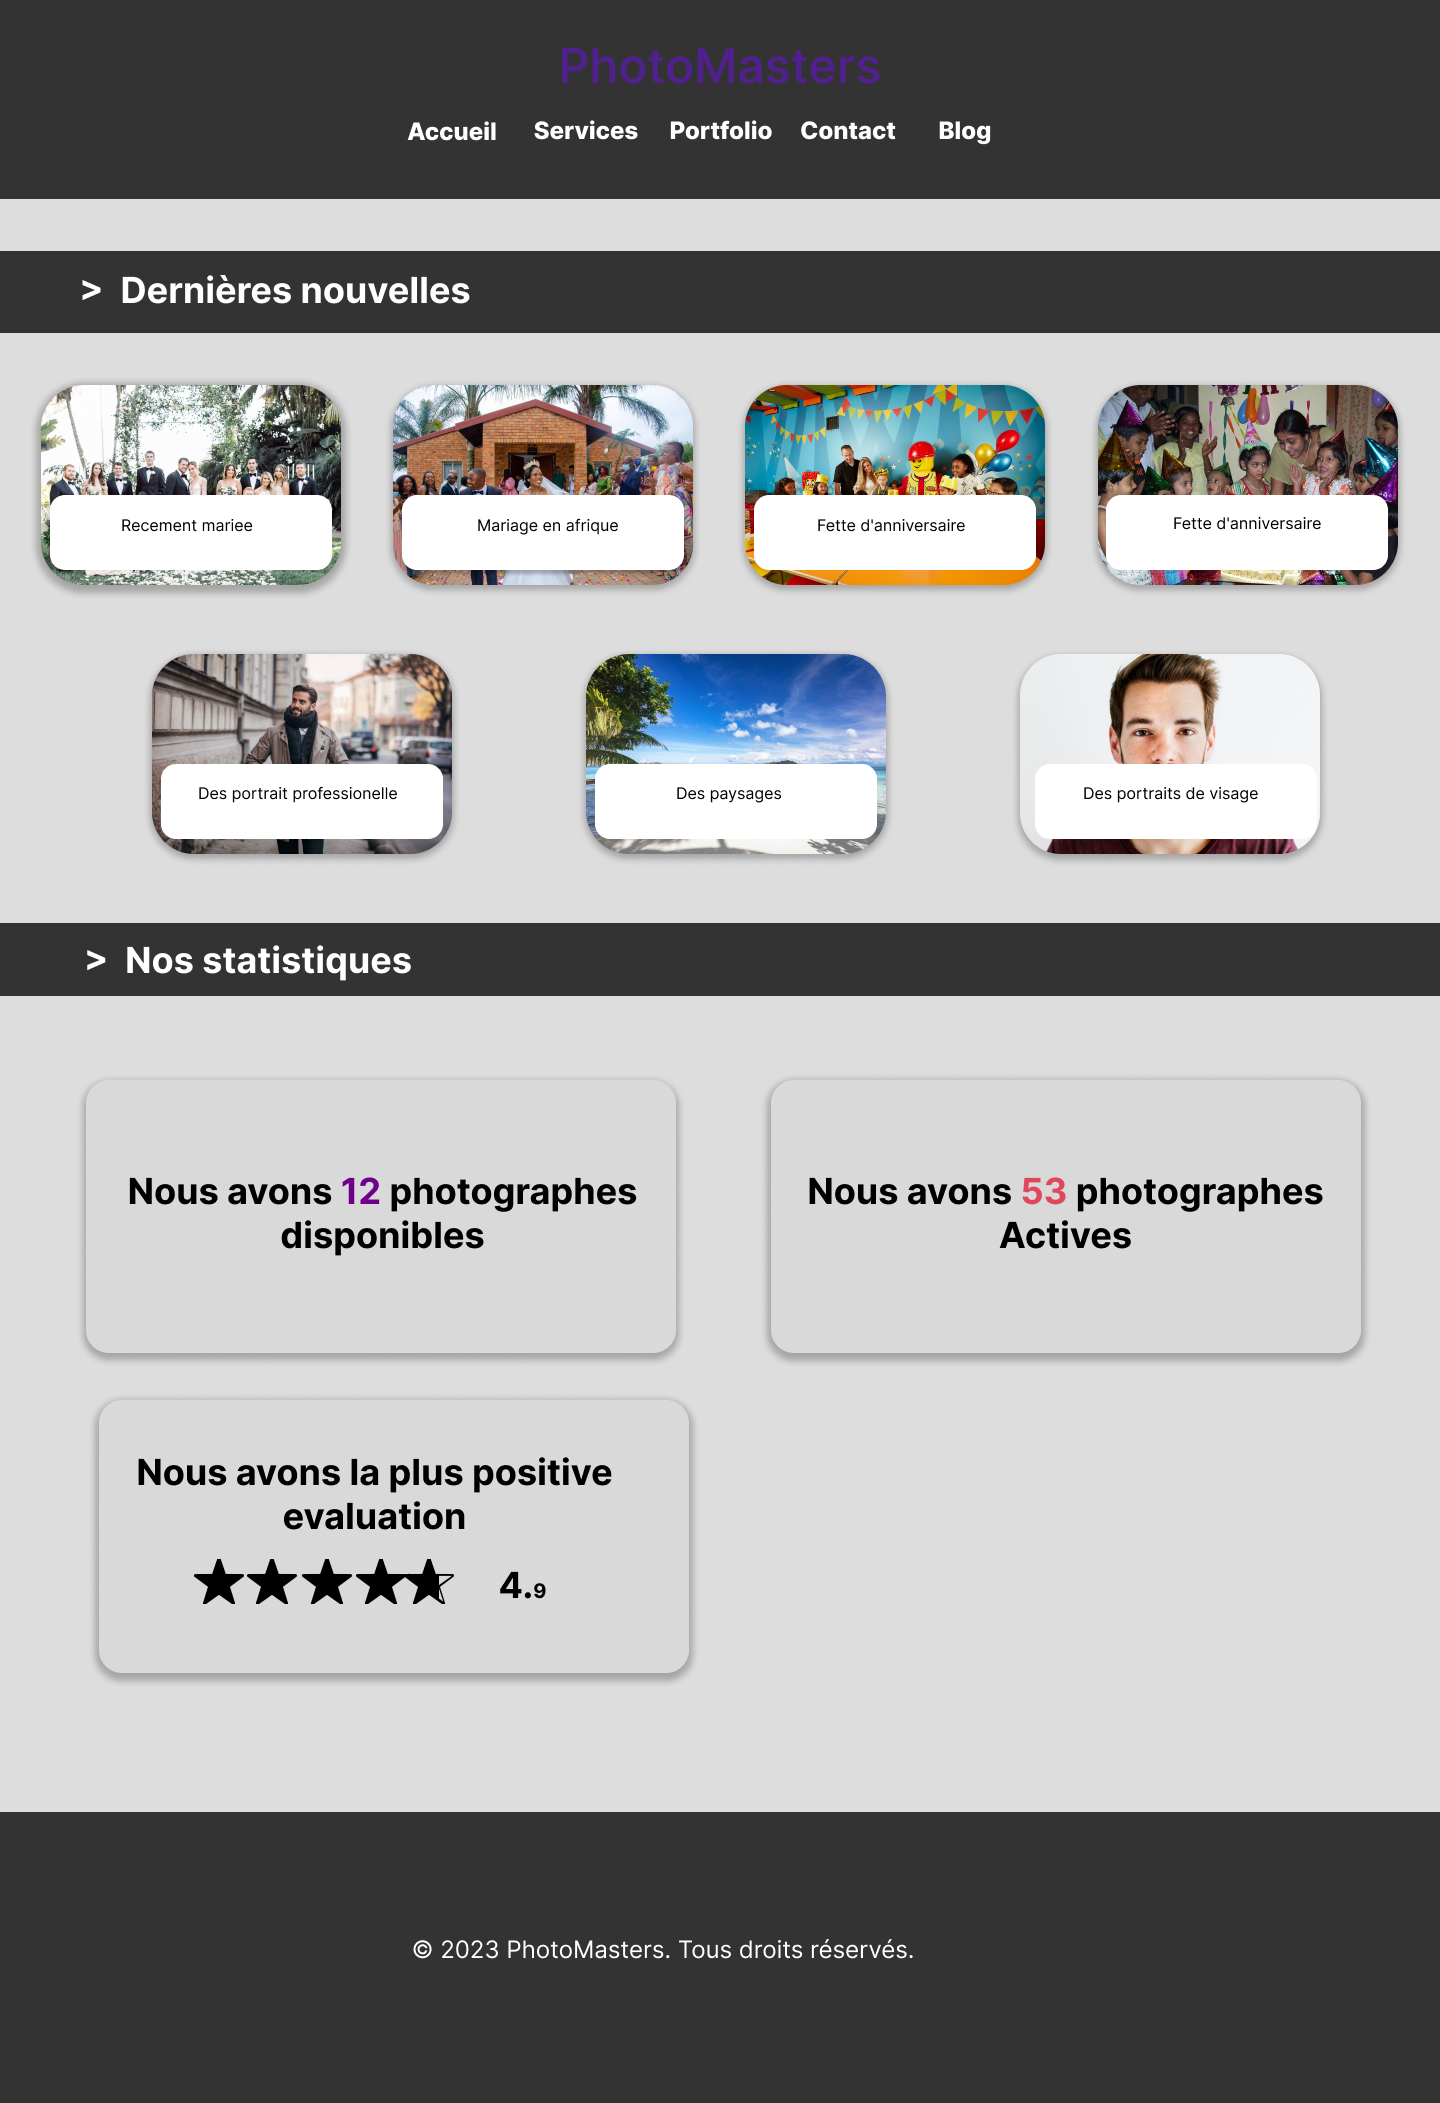 PhotoMasters
Accueil Services Portfolio Contact Blog
> Dernières nouvelles
Recement mariee
Mariage en afrique
Fette d'anniversaire
Fette d'anniversaire
Des portrait professionelle
Des paysages
Des portraits de visage
> Nos statistiques
Nous avons 12 photographes
disponibles
Nous avons 53 photographes
Actives
Nous avons la plus positive
evaluation
4.9
© 2023 PhotoMasters. Tous droits réservés.